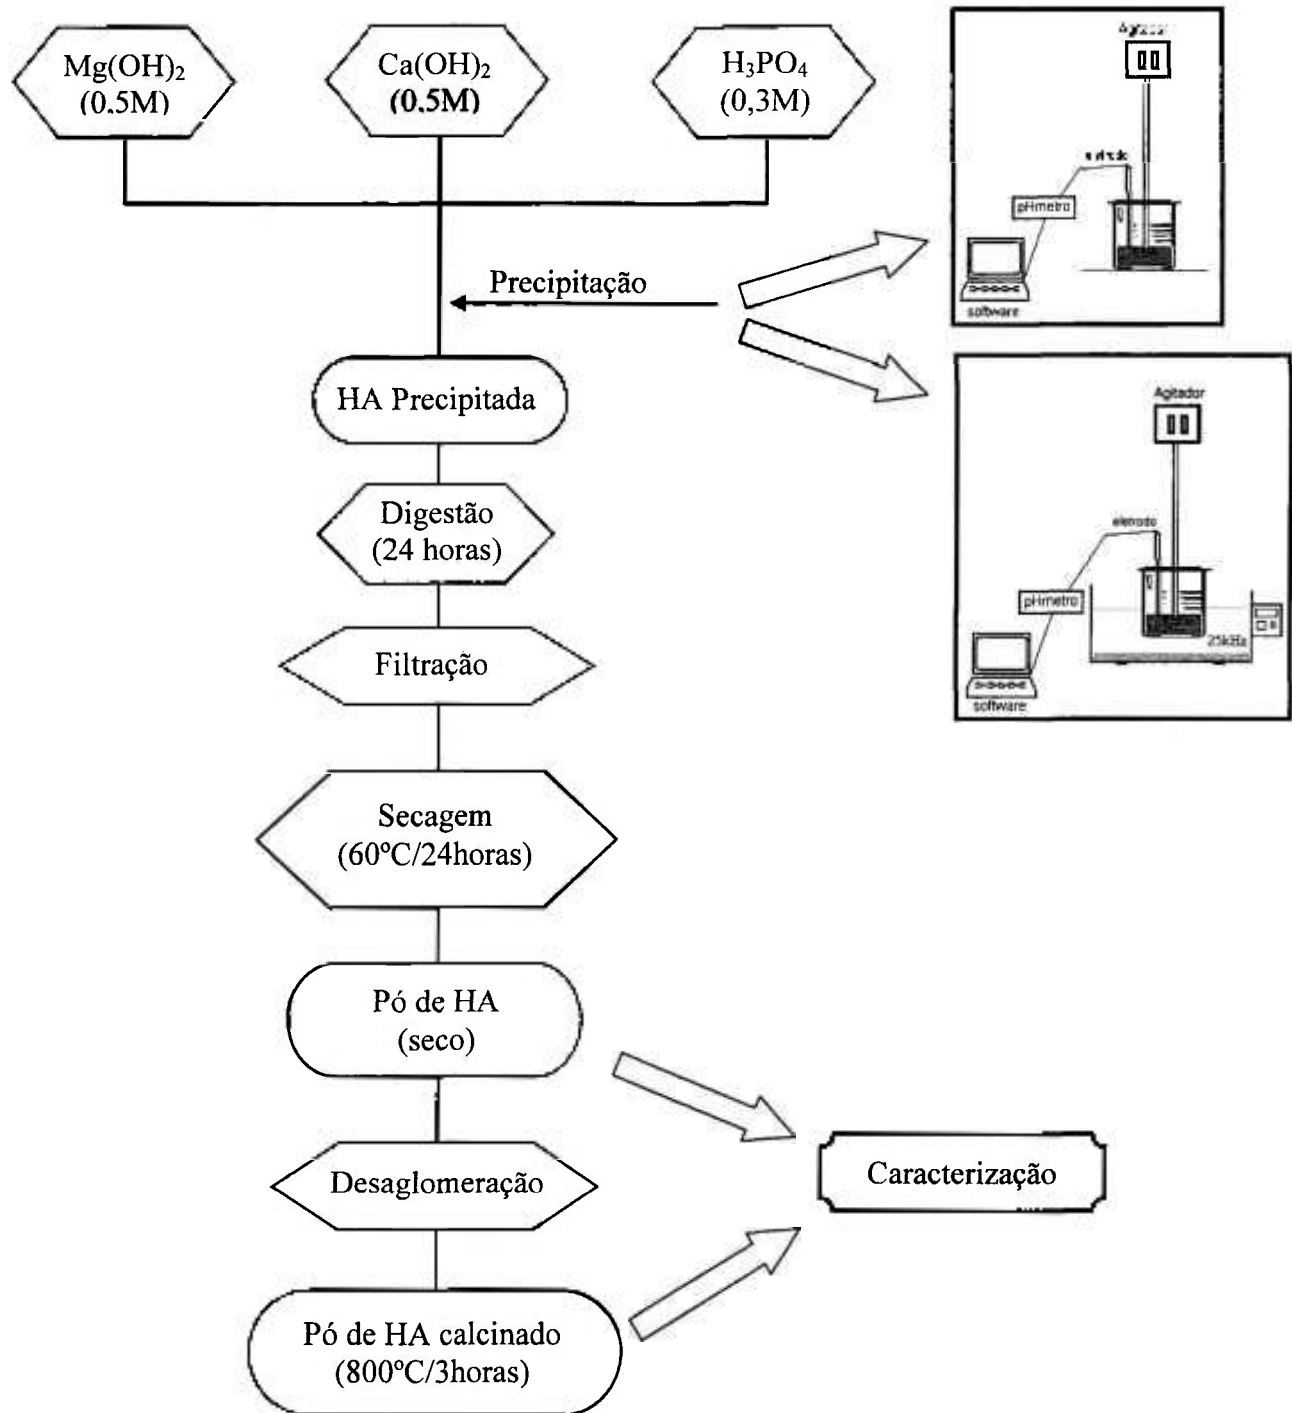 Mg(OH)₂
(0.5M)
Ca(OH)₂
(0.5M)
H₃PO₄
(0,3M)
pHmetro
software
Precipitação
HA Precipitada
Agitador
eletrodo
pHmetro
25kHz
software
Digestão
(24 horas)
Filtração
Secagem
(60ºC/24horas)
Pó de HA
(seco)
Desaglomeração
Caracterização
Pó de HA calcinado
(800ºC/3horas)